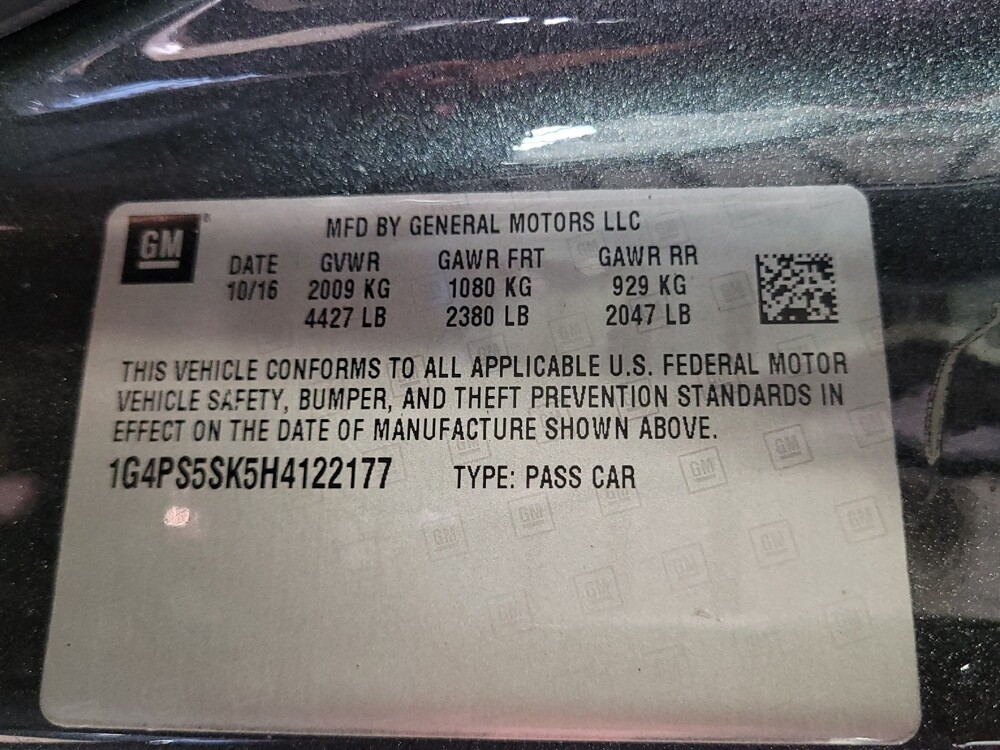 GM
MFD BY GENERAL MOTORS LLC
DATE GVWR GAWR FRT GAWR RR
10/16 2009 KG 1080 KG 929 KG
4427 LB 2380 LB 2047 LB
THIS VEHICLE CONFORMS TO ALL APPLICABLE U.S. FEDERAL MOTOR
VEHICLE SAFETY, BUMPER, AND THEFT PREVENTION STANDARDS IN
EFFECT ON THE DATE OF MANUFACTURE SHOWN ABOVE.
1G4PS5SK5H4122177 TYPE: PASS CAR